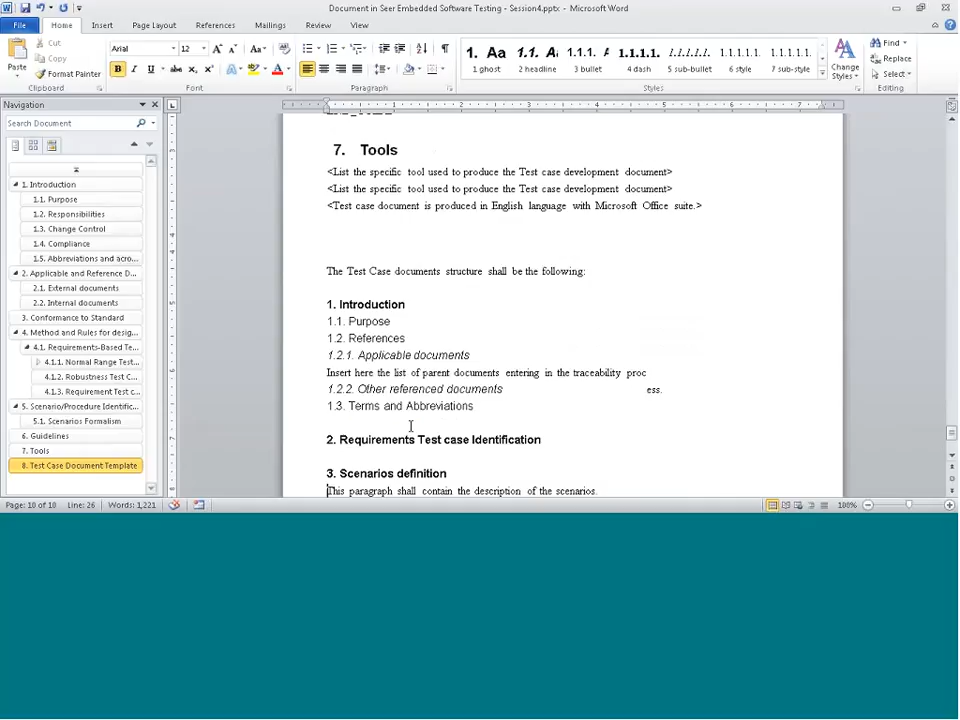 Document in Seer Embedded Software Testing - Session4.pptx - Microsoft Word
File Home Insert Page Layout References Mailings Review View
Paste
Cut
Copy
Format Painter
Clipboard
Arial 12
Font
Paragraph
1. Aa
1 ghost
2 headline
1.1.1.
3 bullet
1.1.1.1.
4 dash
5 sub-bullet
6 style
7 sub-style
Styles
Change Styles
Find
Replace
Select
Editing
Navigation
Search Document
1. Introduction
1.1. Purpose
1.2. Responsibilities
1.3. Change Control
1.4. Compliance
1.5. Abbreviations and acro...
2. Applicable and Reference D...
2.1. External documents
2.2. Internal documents
3. Conformance to Standard
4. Method and Rules for desig...
4.1. Requirements-Based Te...
4.1.1. Normal Range Test...
4.1.2. Robustness Test C...
4.1.3. Requirement Test c...
5. Scenario/Procedure Identific...
5.1. Scenarios Formalism
6. Guidelines
7. Tools
8. Test Case Document Template
7. Tools
<List the specific tool used to produce the Test case development document>
<List the specific tool used to produce the Test case development document>
<Test case document is produced in English language with Microsoft Office suite.>
The Test Case documents structure shall be the following:
1. Introduction
1.1. Purpose
1.2. References
1.2.1. Applicable documents
Insert here the list of parent documents entering in the traceability proc
ess.
1.2.2. Other referenced documents
1.3. Terms and Abbreviations
2. Requirements Test case Identification
3. Scenarios definition
This paragraph shall contain the description of the scenarios.
Page: 10 of 10 Line: 26 Words: 1,221
100%